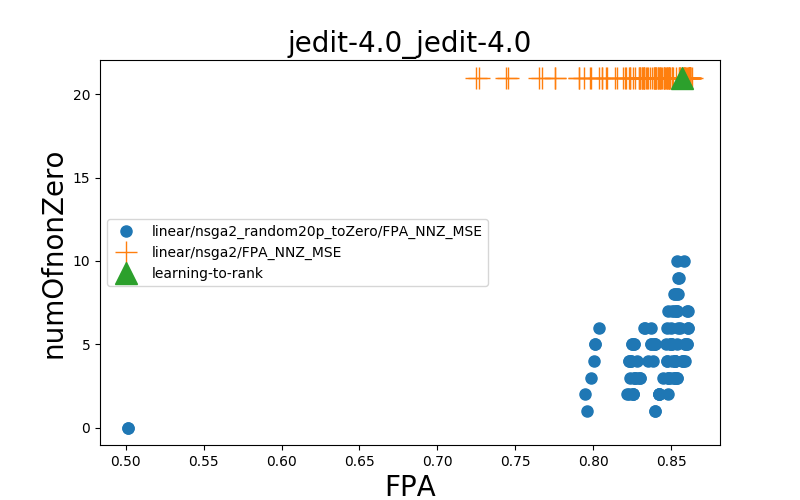 jedit-4.0_jedit-4.0
numOfnonZero
20
15
10
5
0
linear/nsga2_random20p_toZero/FPA_NNZ_MSE
linear/nsga2/FPA_NNZ_MSE
learning-to-rank
0.50 0.55 0.60 0.65 0.70 0.75 0.80 0.85
FPA